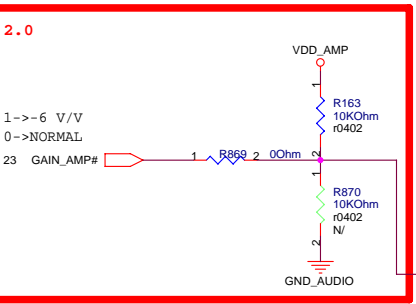 2.0
VDD_AMP
1
R163
10KOhm
r0402
1->-6 V/V
0->NORMAL
23 GAIN_AMP#
1 R869 2 0Ohm
2
1
R870
10KOhm
r0402
N/
2
GND_AUDIO